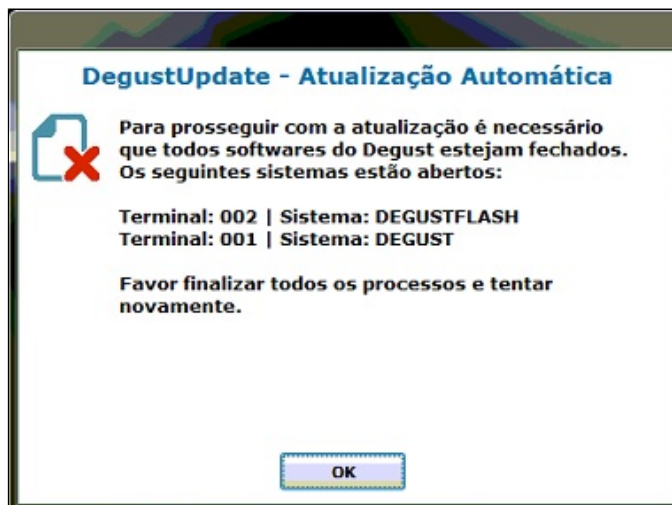 DegustUpdate - Atualização Automática
Para prosseguir com a atualização é necessário
que todos softwares do Degust estejam fechados.
Os seguintes sistemas estão abertos:
Terminal: 002 | Sistema: DEGUSTFLASH
Terminal: 001 | Sistema: DEGUST
Favor finalizar todos os processos e tentar
novamente.
OK